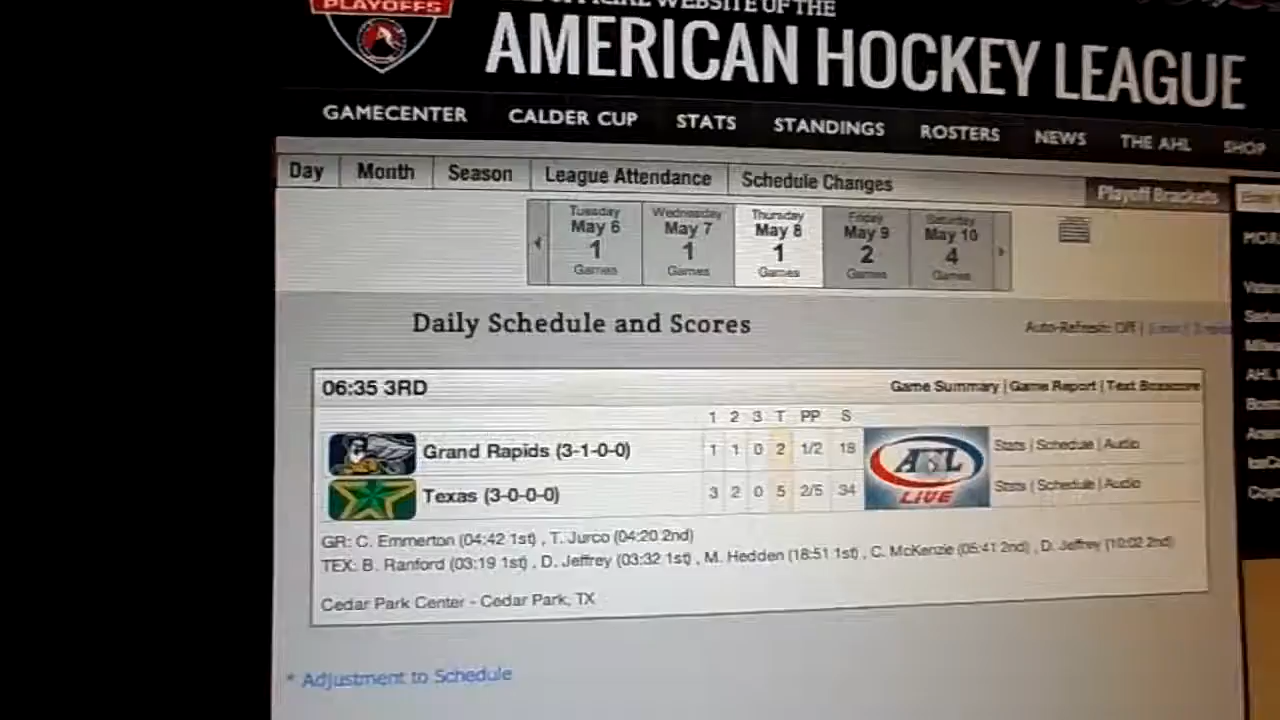 PLAYOFFS
OFFICIAL WEBSITE OF THE
AMERICAN HOCKEY LEAGUE
GAMECENTER CALDER CUP STATS STANDINGS ROSTERS NEWS THE AHL SHOP
Day Month Season League Attendance Schedule Changes Playoff Brackets
Tuesday Wednesday Thursday Friday Saturday
May 6 May 7 May 8 May 9 May 10
1 1 1 2 4
Games Games Games Games Games
Daily Schedule and Scores
Auto-Refresh: Off |
06:35 3RD Game Summary | Game Report | Text Boxscore
1 2 3 T PP S
Grand Rapids (3-1-0-0) 1 1 0 2 1/2 18 Stats | Schedule | Audio
Texas (3-0-0-0) 3 2 0 5 2/5 34 Stats | Schedule | Audio
AHL
LIVE
GR: C. Emmerton (04:42 1st) , T. Jurco (04:20 2nd)
TEX: B. Ranford (03:19 1st) , D. Jeffrey (03:32 1st) , M. Hedden (18:51 1st) , C. McKenzie (05:41 2nd) , D. Jeffrey (10:02 2nd)
Cedar Park Center - Cedar Park, TX
* Adjustment to Schedule